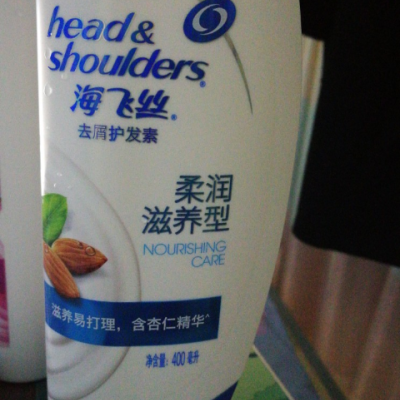 head &
shoulders®
海飞丝®
去屑护发素
柔润
滋养型
NOURISHING
CARE
滋养易打理，含杏仁精华^
净含量：400毫升